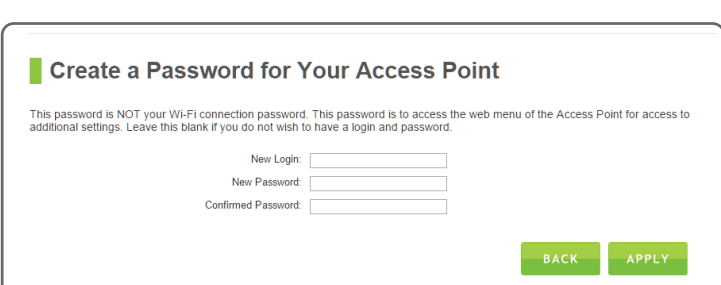 Create a Password for Your Access Point
This password is NOT your Wi-Fi connection password. This password is to access the web menu of the Access Point for access to
additional settings. Leave this blank if you do not wish to have a login and password.
New Login:
New Password:
Confirmed Password:
BACK APPLY